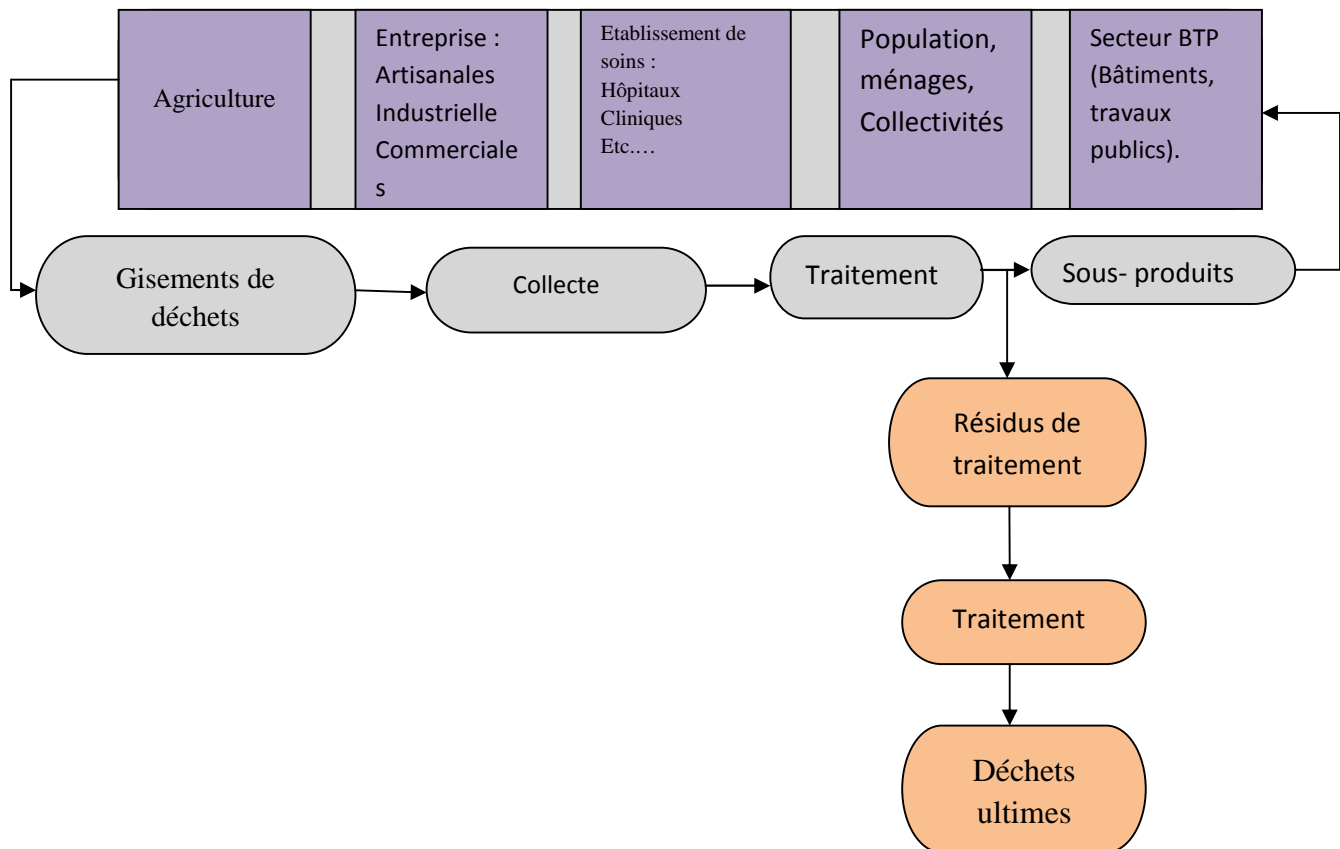 Agriculture
Entreprise :
Artisanales
Industrielle
Commerciale
s
Etablissement de
soins :
Hôpitaux
Cliniques
Etc.…
Population,
ménages,
Collectivités
Secteur BTP
(Bâtiments,
travaux
publics).
Gisements de
déchets
Collecte
Traitement
Sous- produits
Résidus de
traitement
Traitement
Déchets
ultimes